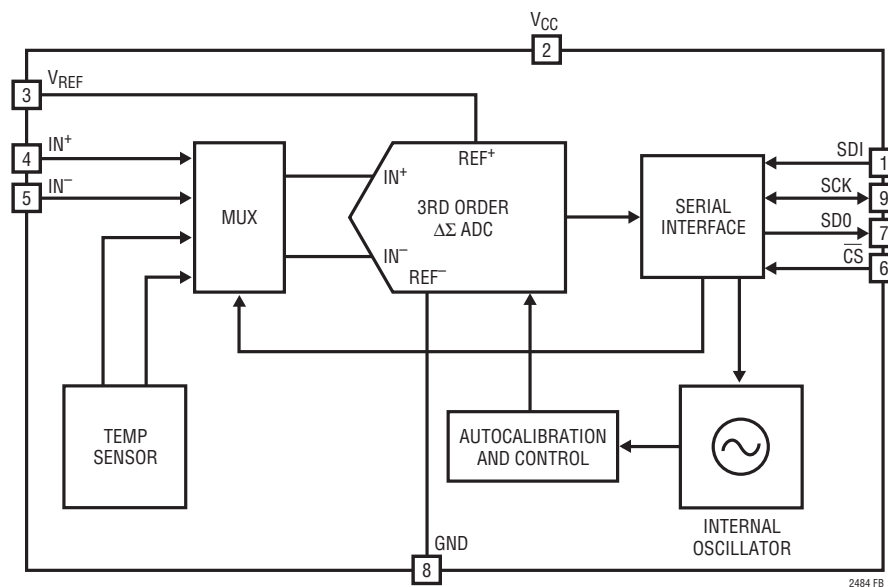 VCC
2
3
VREF
4
IN+
5
IN−
MUX
IN+
IN−
REF+
3RD ORDER
ΔΣ ADC
REF−
SERIAL
INTERFACE
SDI
1
SCK
9
SD0
7
CS
6
TEMP
SENSOR
AUTOCALIBRATION
AND CONTROL
INTERNAL
OSCILLATOR
8
GND
2484 FB